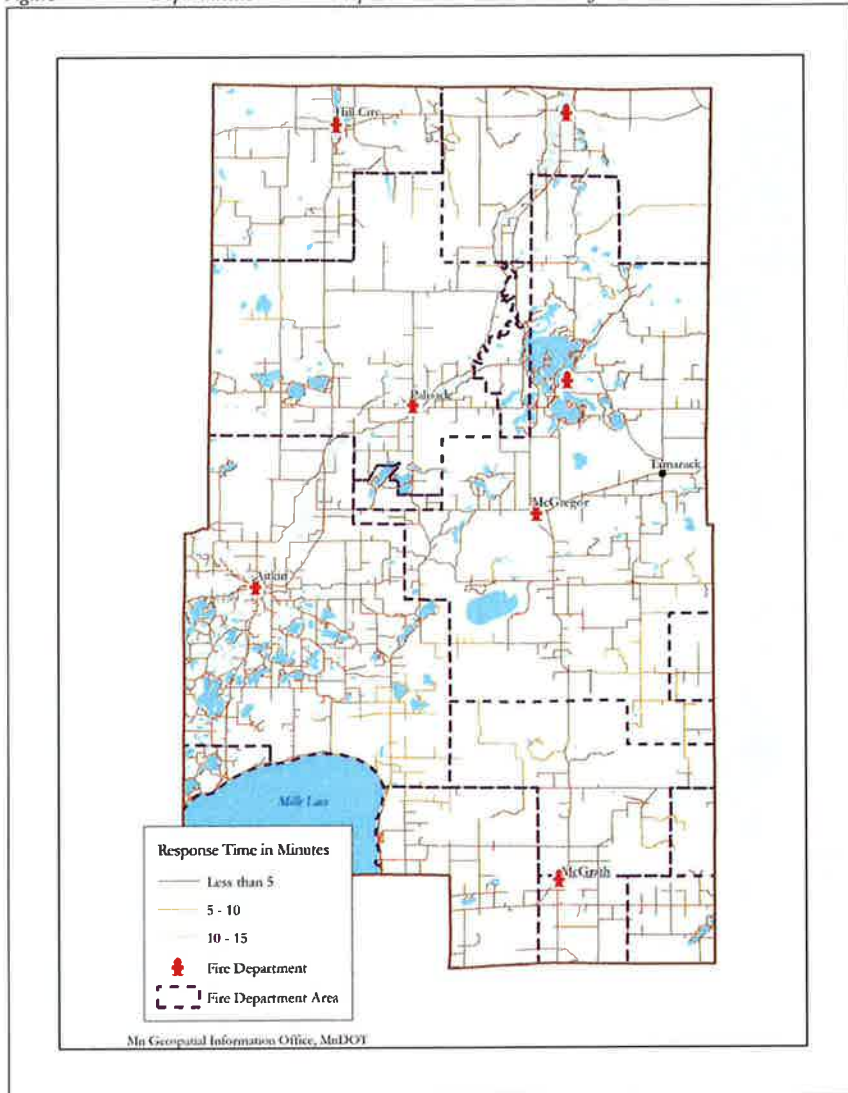 Hill City
Palisade
Tamarack
McGregor
Aitkin
Mille Lacs
McGrath
Response Time in Minutes
Less than 5
5 - 10
10 - 15
Fire Department
Fire Department Area
Mn Geospatial Information Office, MnDOT